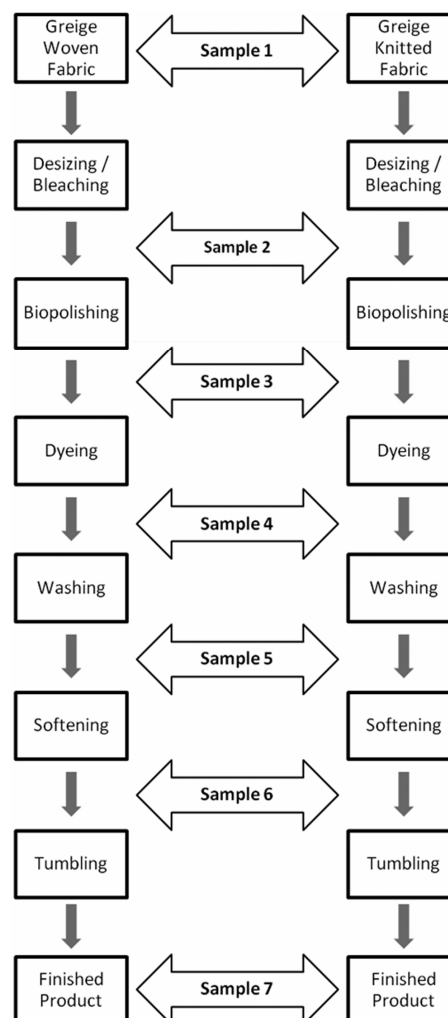 Greige
Woven
Fabric
Sample 1
Greige
Knitted
Fabric
Desizing /
Bleaching
Desizing /
Bleaching
Sample 2
Biopolishing
Biopolishing
Sample 3
Dyeing
Dyeing
Sample 4
Washing
Washing
Sample 5
Softening
Softening
Sample 6
Tumbling
Tumbling
Finished
Product
Sample 7
Finished
Product